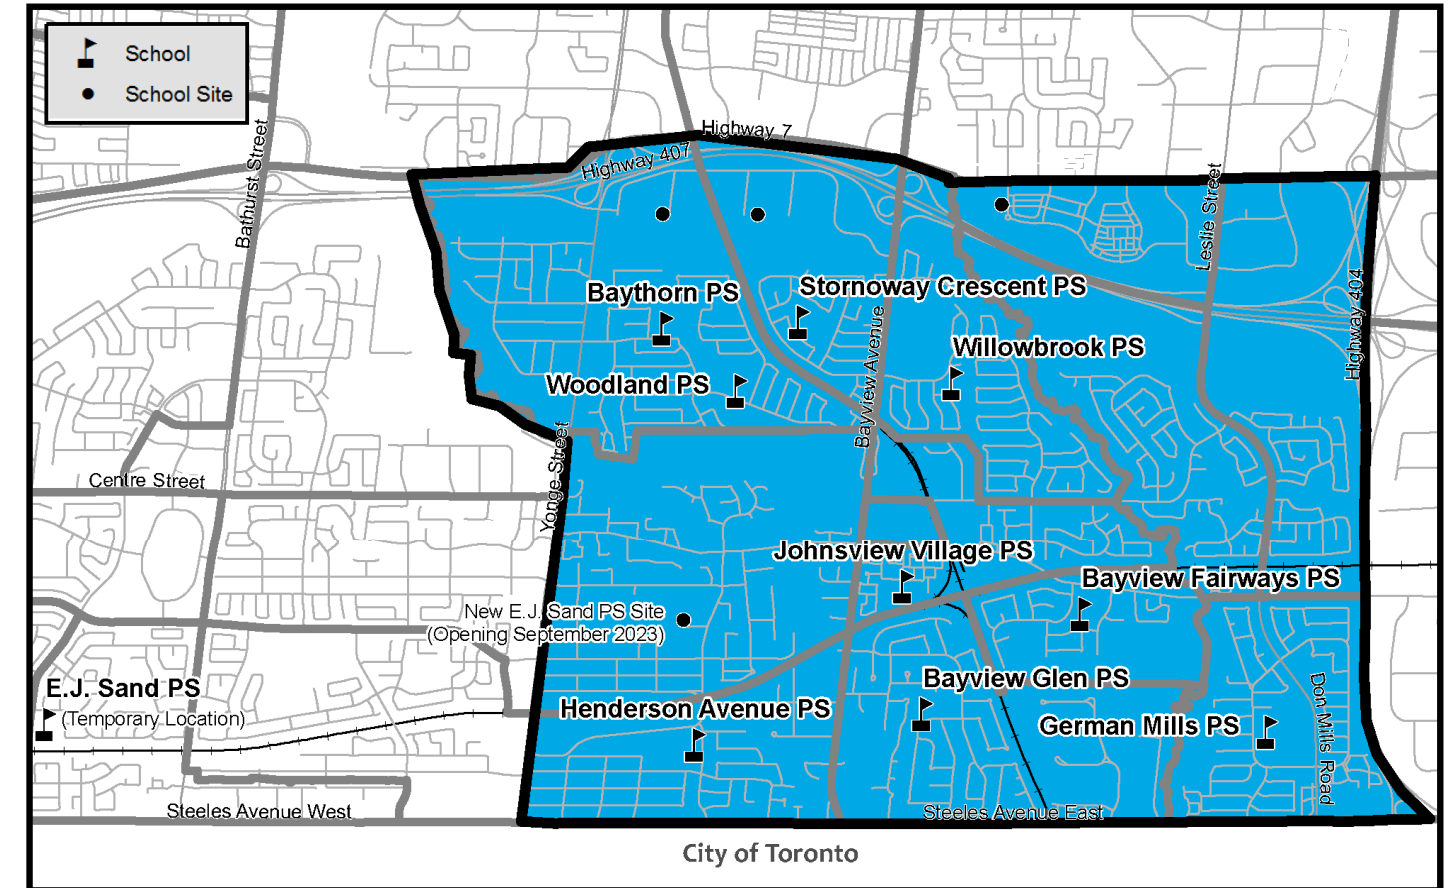 School
School Site
Highway 7
Highway 407
Bathurst Street
Leslie Street
Highway 404
Baythorn PS
Stornoway Crescent PS
Bayview Avenue
Willowbrook PS
Woodland PS
Yonge Street
Centre Street
Johnsview Village PS
Bayview Fairways PS
New E.J. Sand PS Site
(Opening September 2023)
E.J. Sand PS
(Temporary Location)
Bayview Glen PS
Henderson Avenue PS
German Mills PS
Don Mills Road
Steeles Avenue West
Steeles Avenue East
City of Toronto